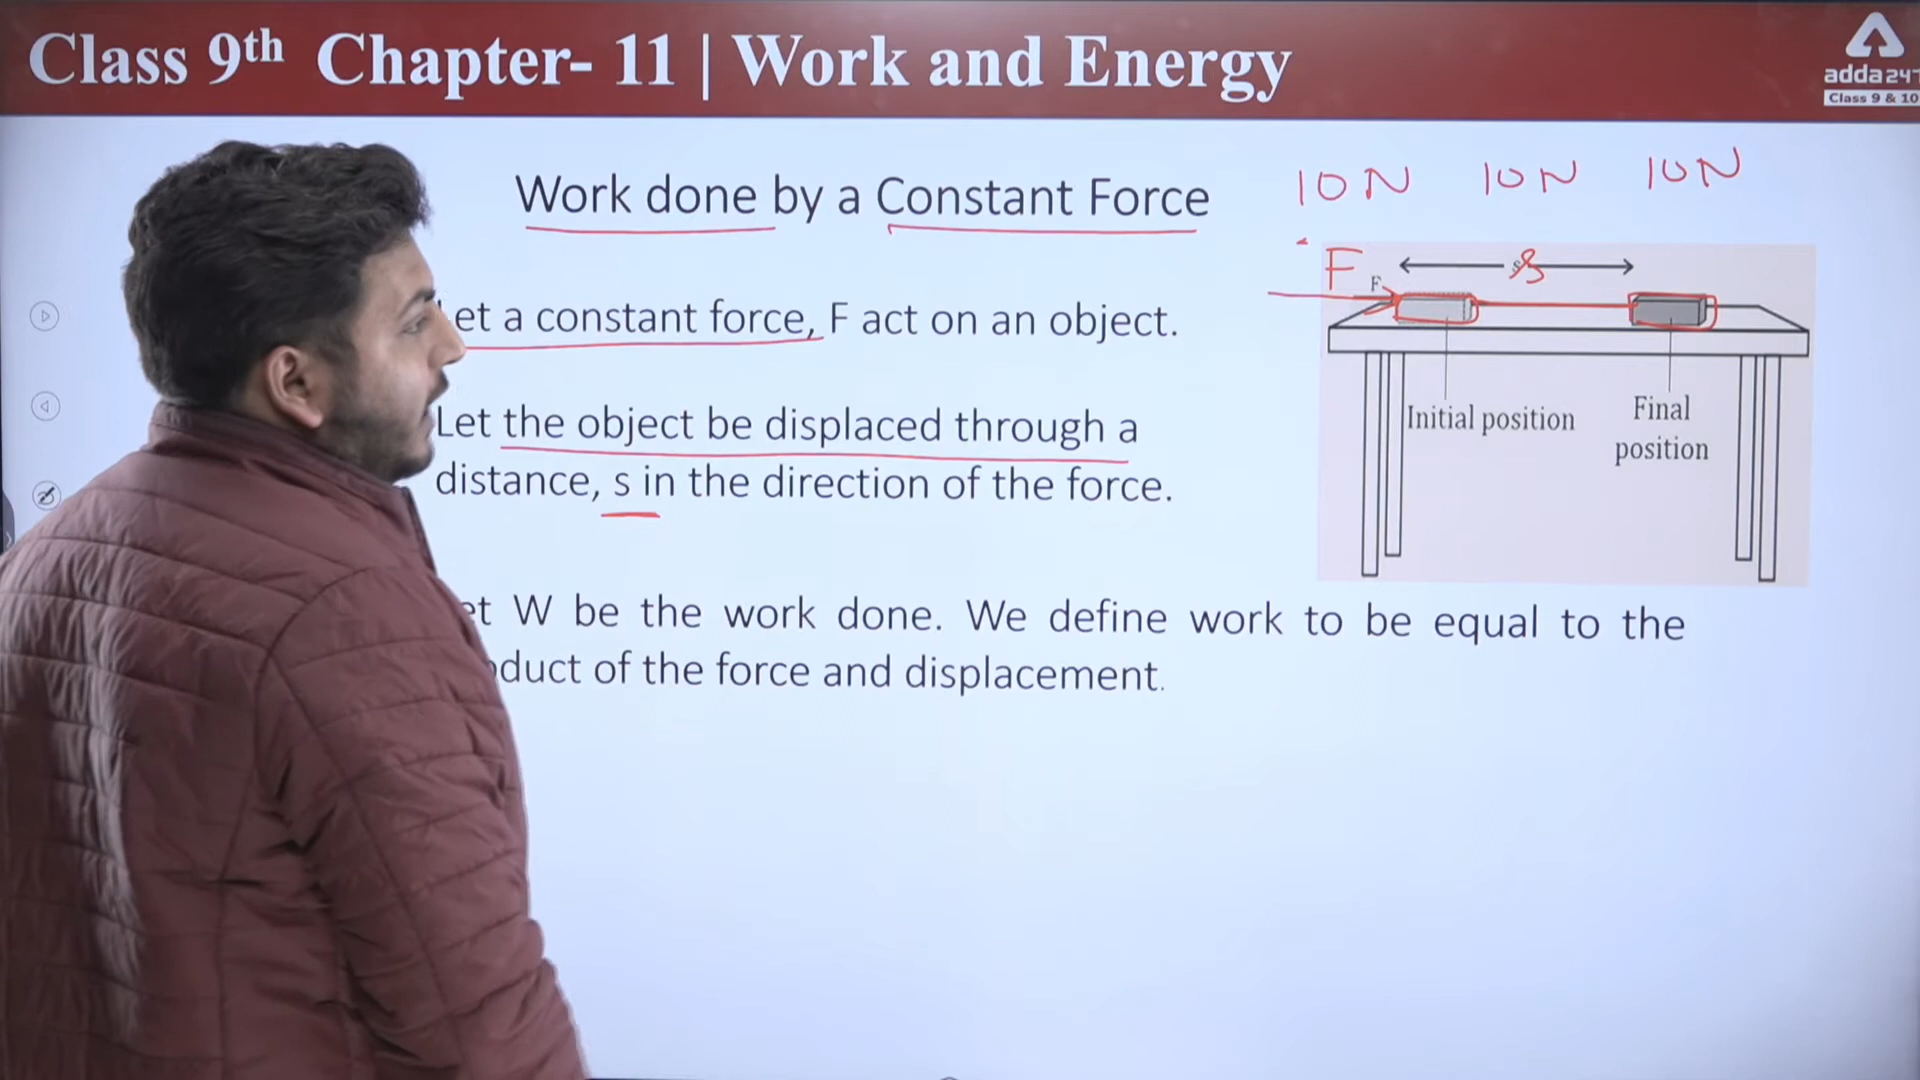 Class 9th Chapter- 11 | Work and Energy
adda247
Class 9 & 10
Work done by a Constant Force
10N 10N 10N
F
F
s
et a constant force, F act on an object.
Let the object be displaced through a
distance, s in the direction of the force.
Initial position
Final
position
W be the work done. We define work to be equal to the
of the force and displacement.